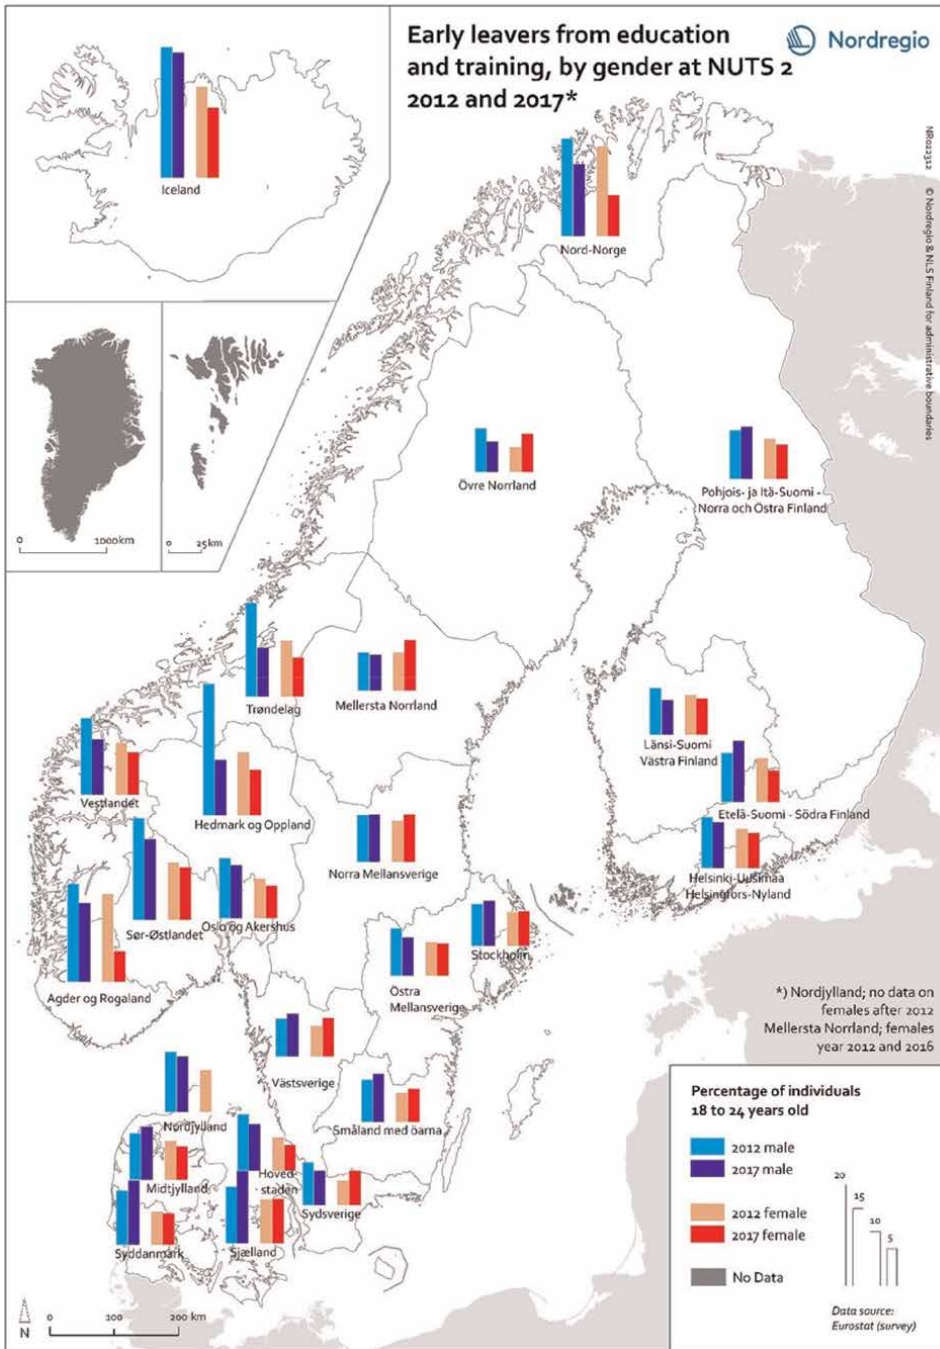 Early leavers from education
and training, by gender at NUTS 2
2012 and 2017*
Nordregio
NR022312 © Nordregio & NLS Finland for administrative boundaries
Iceland
Nord-Norge
0 1000km
0 25km
Övre Norrland
Pohjois- ja Itä-Suomi -
Norra och Östra Finland
Trøndelag
Mellersta Norrland
Länsi-Suomi
Västra Finland
Vestlandet
Hedmark og Oppland
Etelä-Suomi - Södra Finland
Norra Mellansverige
Helsinki-Uusimaa
Helsingfors-Nyland
Sør-Østlandet
Oslo og Akershus
Stockholm
Östra
Mellansverige
Agder og Rogaland
*) Nordjylland; no data on
females after 2012
Mellersta Norrland; females
year 2012 and 2016
Västsverige
Nordjylland
Småland med öarna
Midtjylland
Hoved-
staden
Sydsverige
Syddanmark
Sjælland
Percentage of individuals
18 to 24 years old
2012 male
2017 male
2012 female
2017 female
No Data
20
15
10
5
Data source:
Eurostat (survey)
N
0 100 200 km